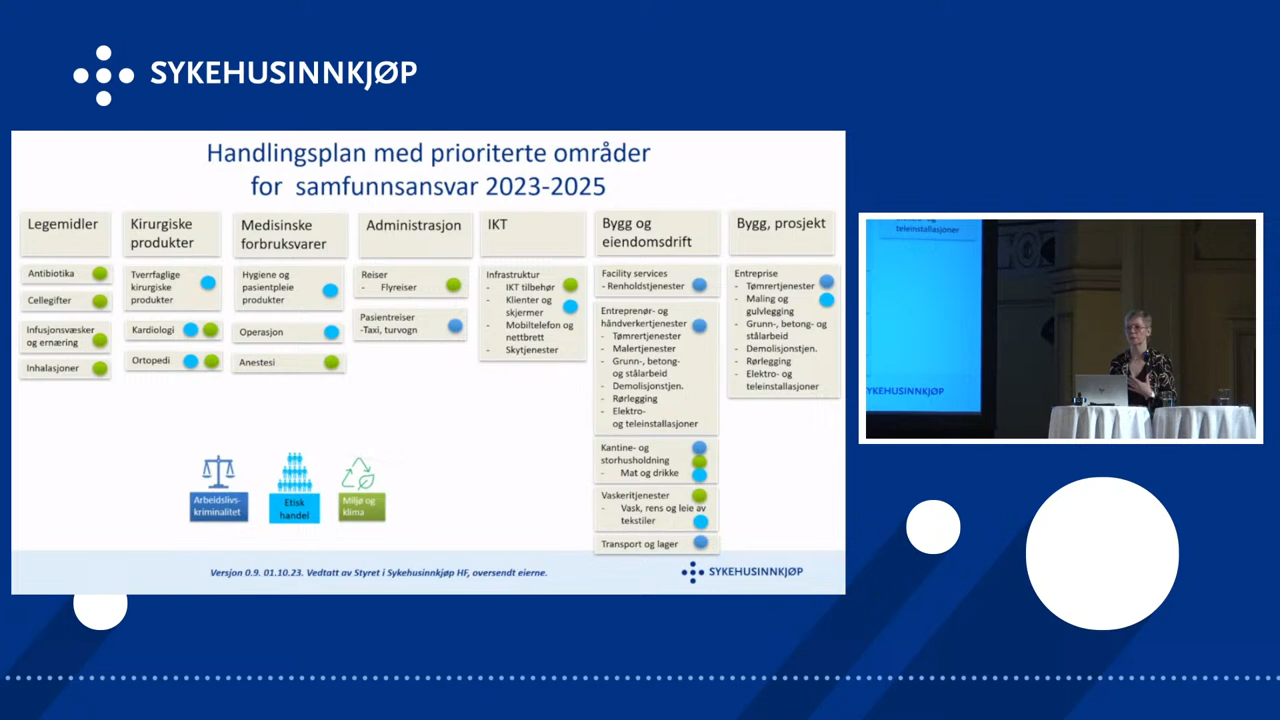 SYKEHUSINNKJØP
Handlingsplan med prioriterte områder
for samfunnsansvar 2023-2025
Legemidler
Antibiotika
Cellegifter
Infusjonsvæsker
og ernæring
Inhalasjoner
Kirurgiske
produkter
Tverrfaglige
kirurgiske
produkter
Kardiologi
Ortopedi
Medisinske
forbruksvarer
Hygiene og
pasientpleie
produkter
Operasjon
Anestesi
Administrasjon
Reiser
- Flyreiser
Pasientreiser
-Taxi, turvogn
IKT
Infrastruktur
- IKT tilbehør
- Klienter og
skjermer
- Mobiltelefon og
nettbrett
- Skytjenester
Bygg og
eiendomsdrift
Facility services
- Renholdstjenester
Entreprenør- og
håndverkertjenester
- Tømrertjenester
- Malertjenester
- Grunn-, betong-
og stålarbeid
- Demolisjonstjen.
- Rørlegging
- Elektro-
og teleinstallasjoner
Kantine- og
storhusholdning
- Mat og drikke
Vaskeritjenester
- Vask, rens og leie av
tekstiler
Transport og lager
Bygg, prosjekt
Entreprise
- Tømrertjenester
- Maling og
gulvlegging
- Grunn-, betong- og
stålarbeid
- Demolisjonstjen.
- Rørlegging
- Elektro- og
teleinstallasjoner
Arbeidslivs-
kriminalitet
Etisk
handel
Miljø og
klima
Versjon 0.9. 01.10.23. Vedtatt av Styret i Sykehusinnkjøp HF, oversendt eierne.
SYKEHUSINNKJØP
teleinstallasjoner
YKEHUSINNKJØP